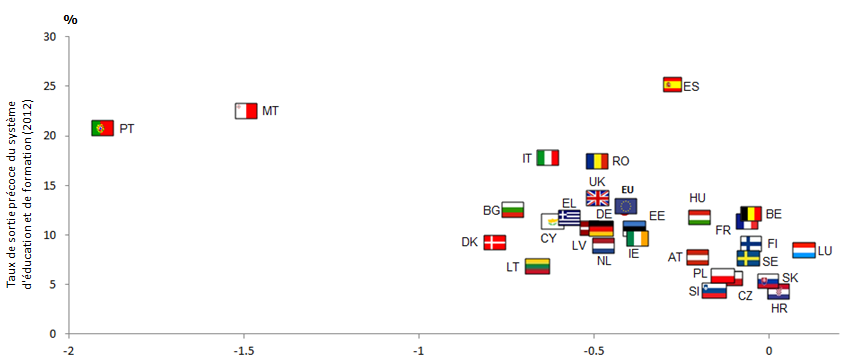 %
Taux de sortie précoce du système
d'éducation et de formation (2012)
30
25
20
15
10
5
0
ES
MT
PT
IT
RO
UK
EU
HU
BG
EL
DE
EE
FR
BE
DK
CY
LV
NL
IE
FI
LU
AT
SE
LT
PL
SK
SI
CZ
HR
-2
-1.5
-1
-0.5
0